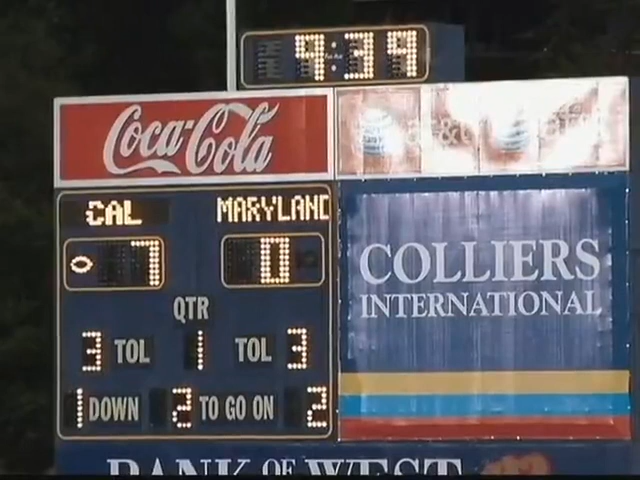 9:39
Coca-Cola
at&t
CAL MARYLAND
7 0
QTR
3 TOL 1 TOL 3
1 DOWN 2 TO GO ON 2
COLLIERS
INTERNATIONAL
BANK OF WEST